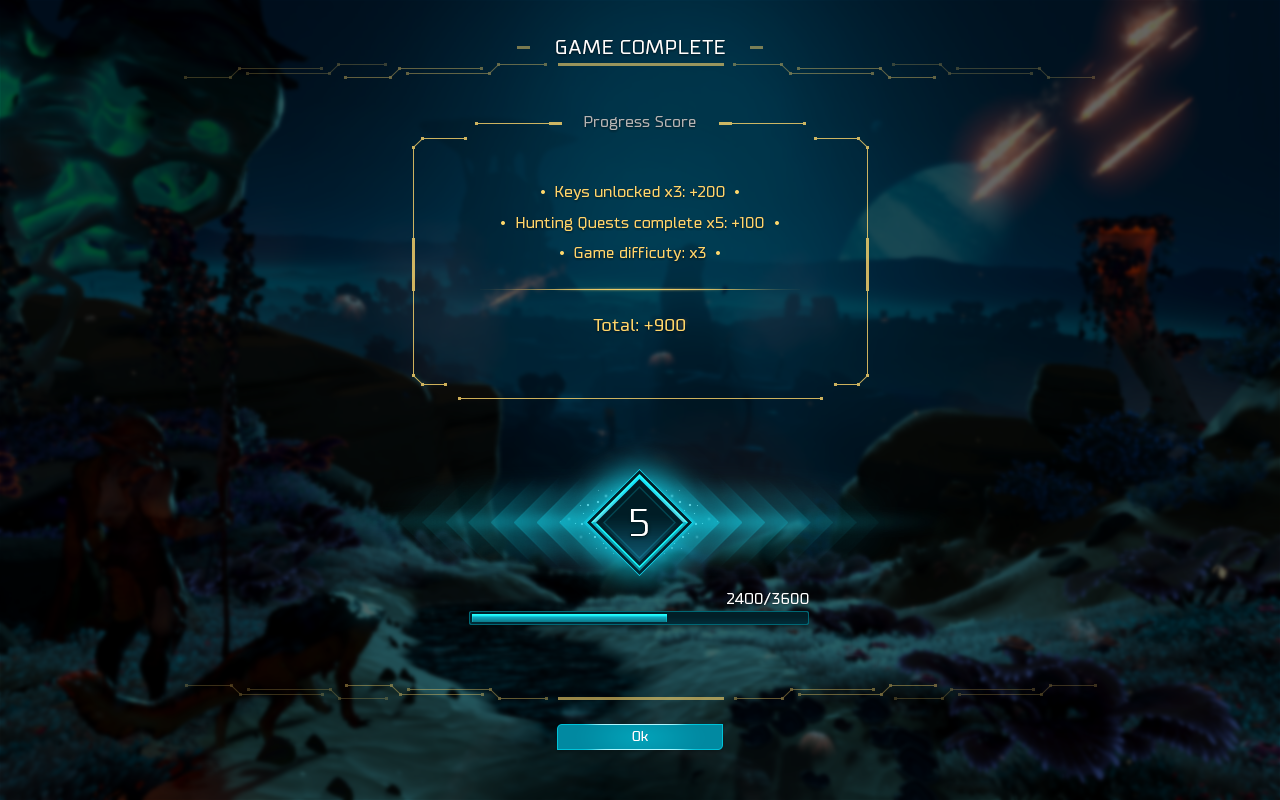 GAME COMPLETE
Progress Score
• Keys unlocked x3: +200 •
• Hunting Quests complete x5: +100 •
• Game difficuty: x3 •
Total: +900
5
2400/3600
Ok